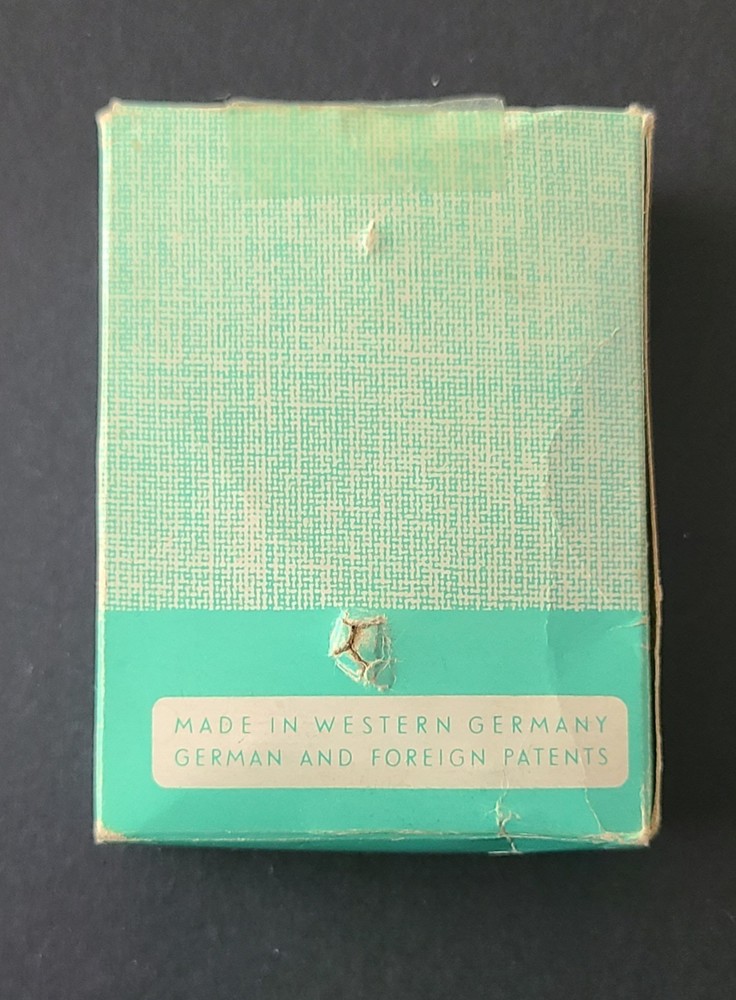 MADE IN WESTERN GERMANY
GERMAN AND FOREIGN PATENTS